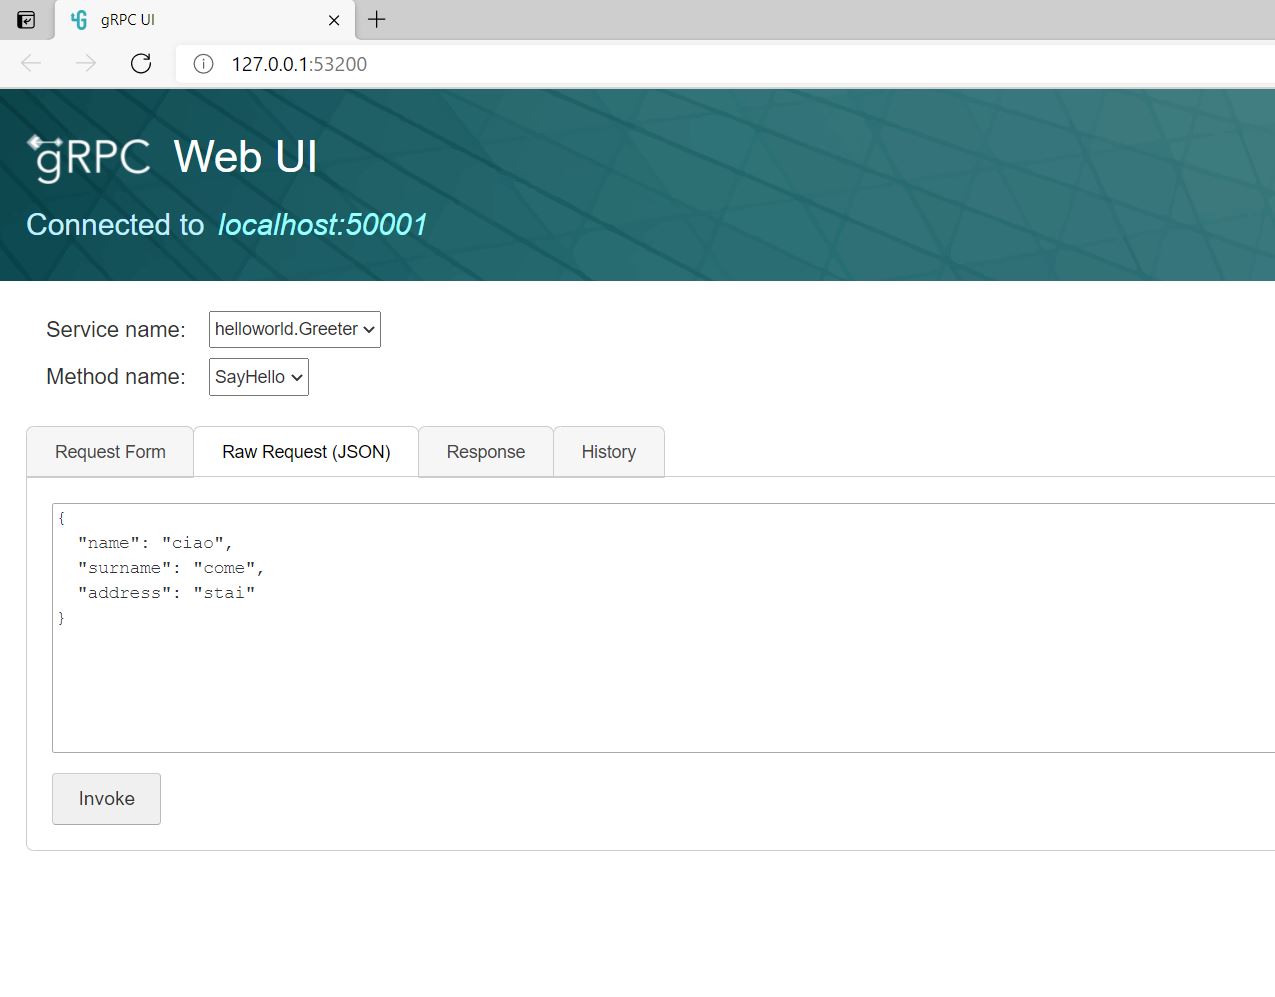 gRPC UI
127.0.0.1:53200
gRPC Web UI
Connected to localhost:50001
Service name: helloworld.Greeter
Method name: SayHello
Request Form Raw Request (JSON) Response History
{
"name": "ciao",
"surname": "come",
"address": "stai"
}
Invoke